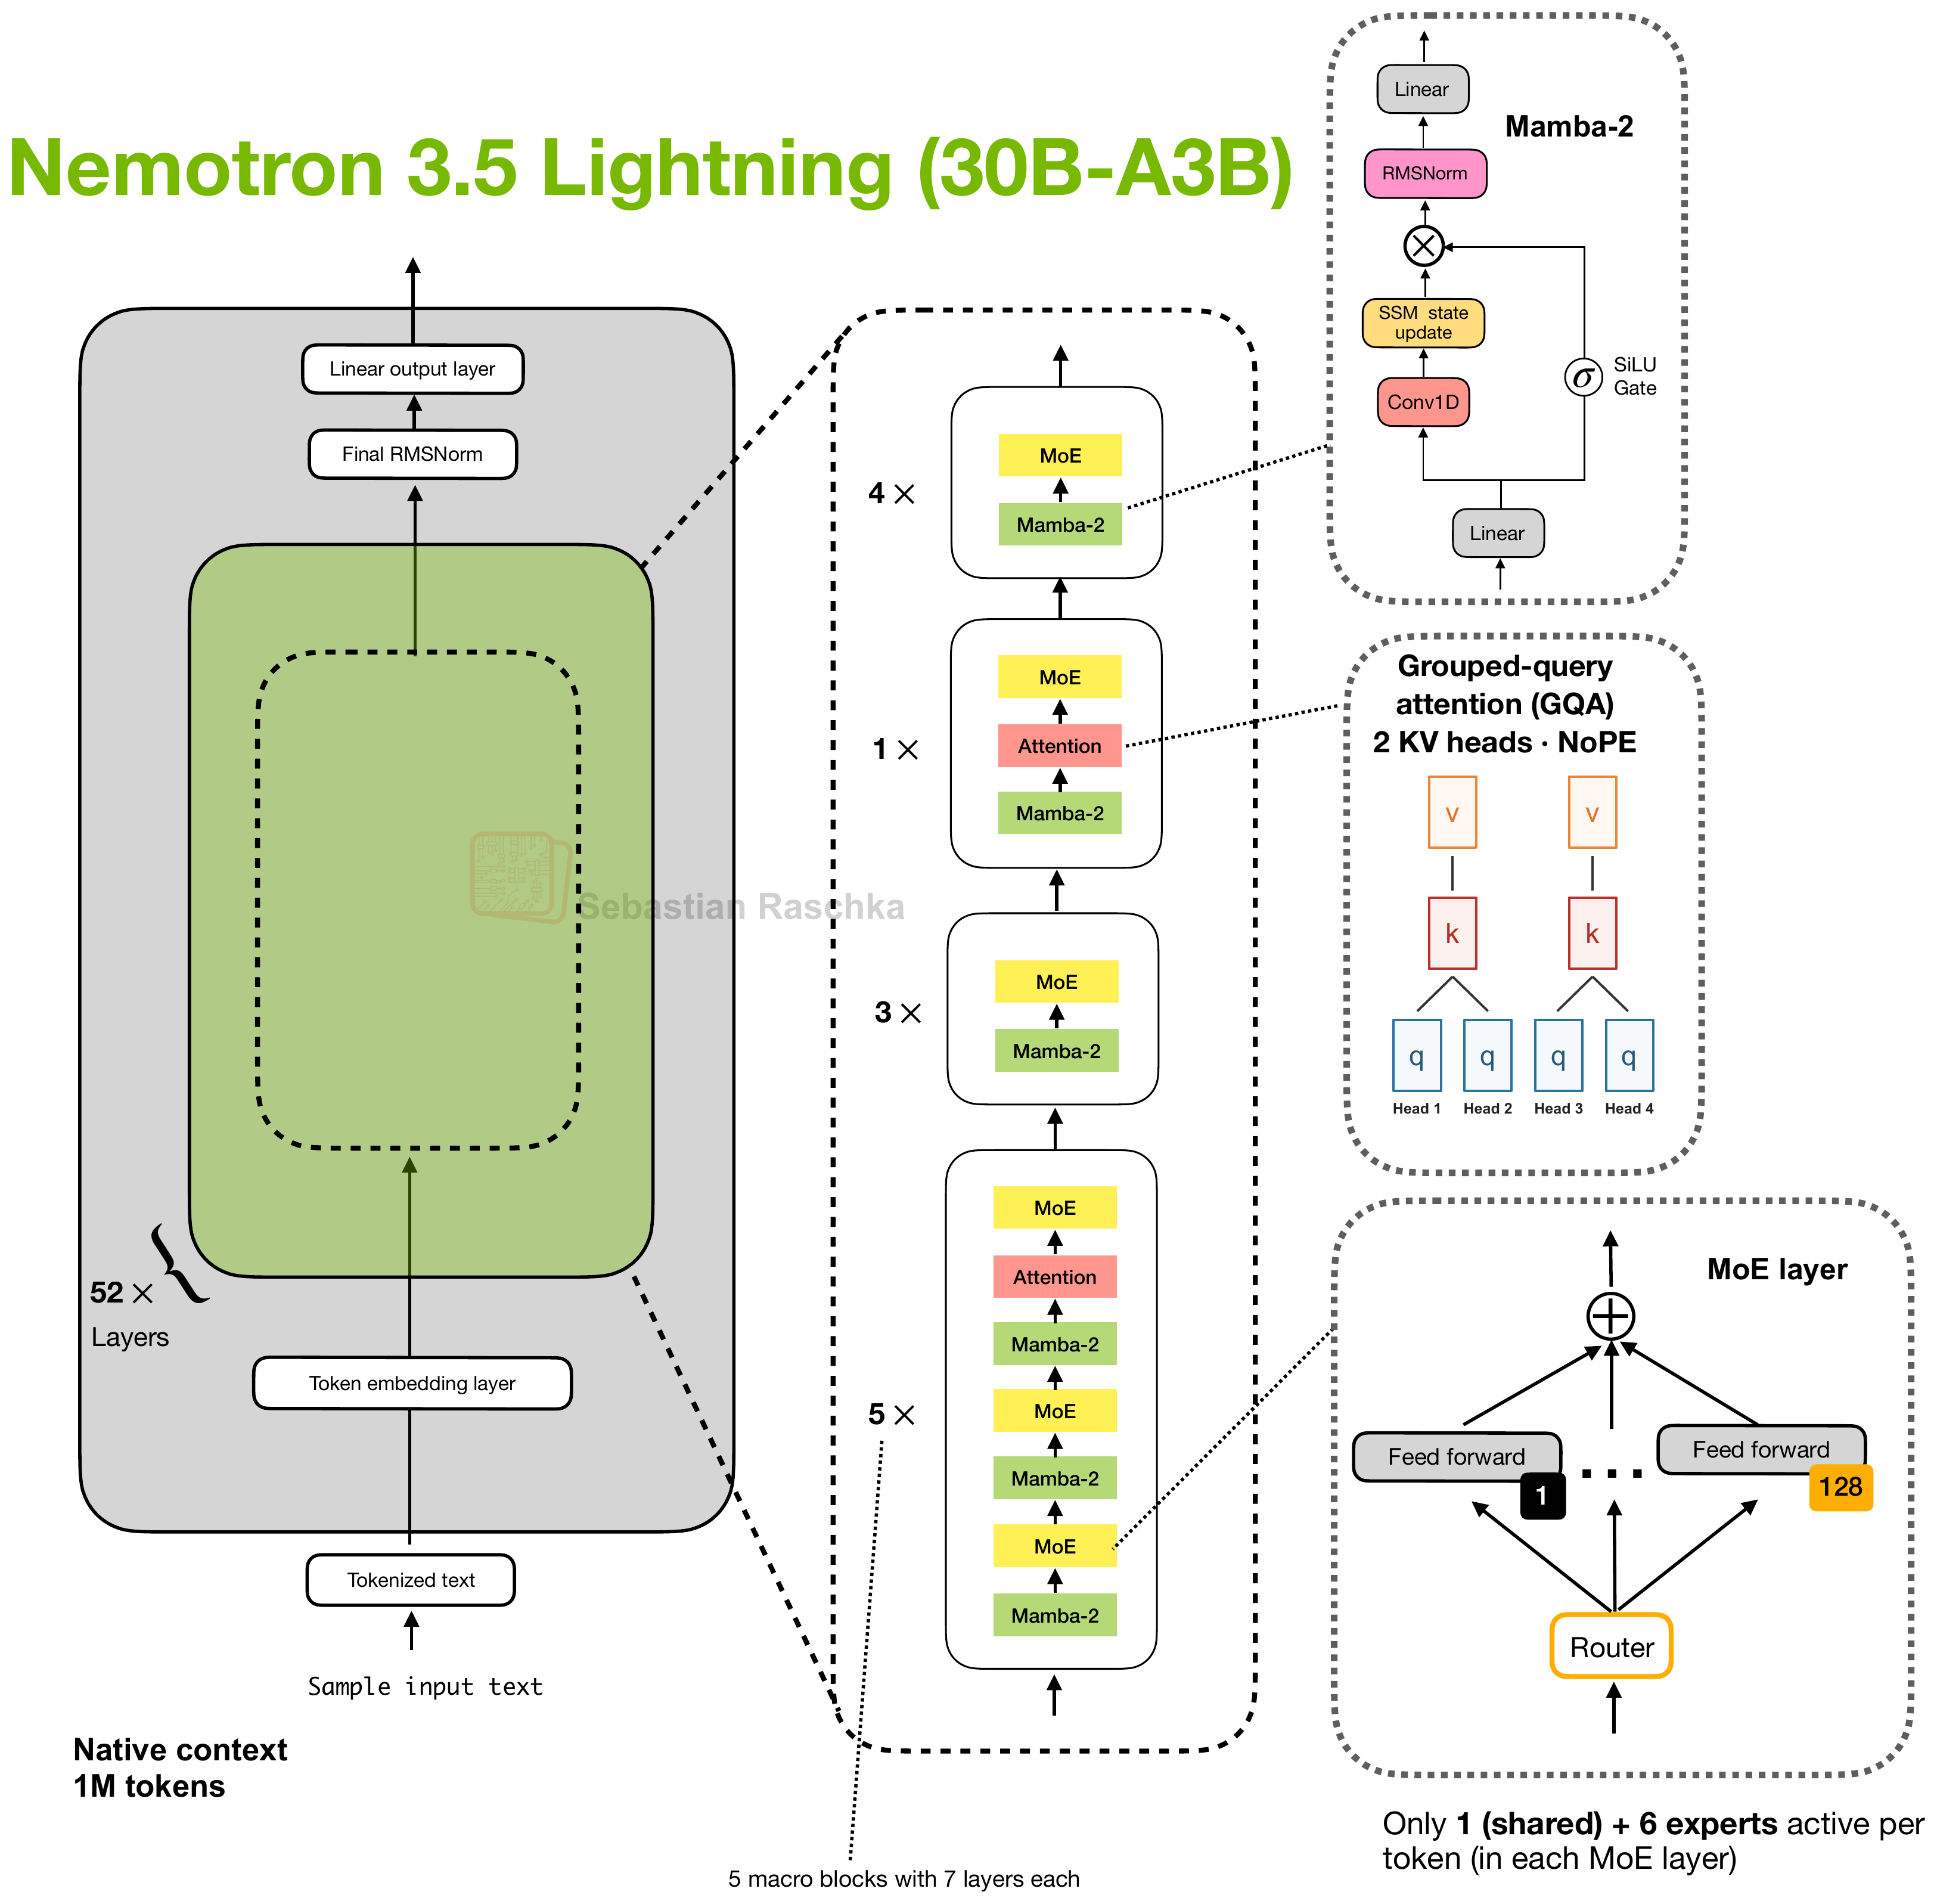 Nemotron 3.5 Lightning (30B-A3B)
Linear output layer
Final RMSNorm
52 ×
Layers
Token embedding layer
Tokenized text
Sample input text
Native context
1M tokens
Sebastian Raschka
4 ×
MoE
Mamba-2
1 ×
MoE
Attention
Mamba-2
3 ×
MoE
Mamba-2
5 ×
MoE
Attention
Mamba-2
MoE
Mamba-2
MoE
Mamba-2
5 macro blocks with 7 layers each
Mamba-2
Linear
RMSNorm
SSM state
update
Conv1D
σ
SiLU
Gate
Linear
Grouped-query
attention (GQA)
2 KV heads · NoPE
v v
k k
q q q q
Head 1 Head 2 Head 3 Head 4
MoE layer
Feed forward
1
Feed forward
128
Router
Only 1 (shared) + 6 experts active per
token (in each MoE layer)